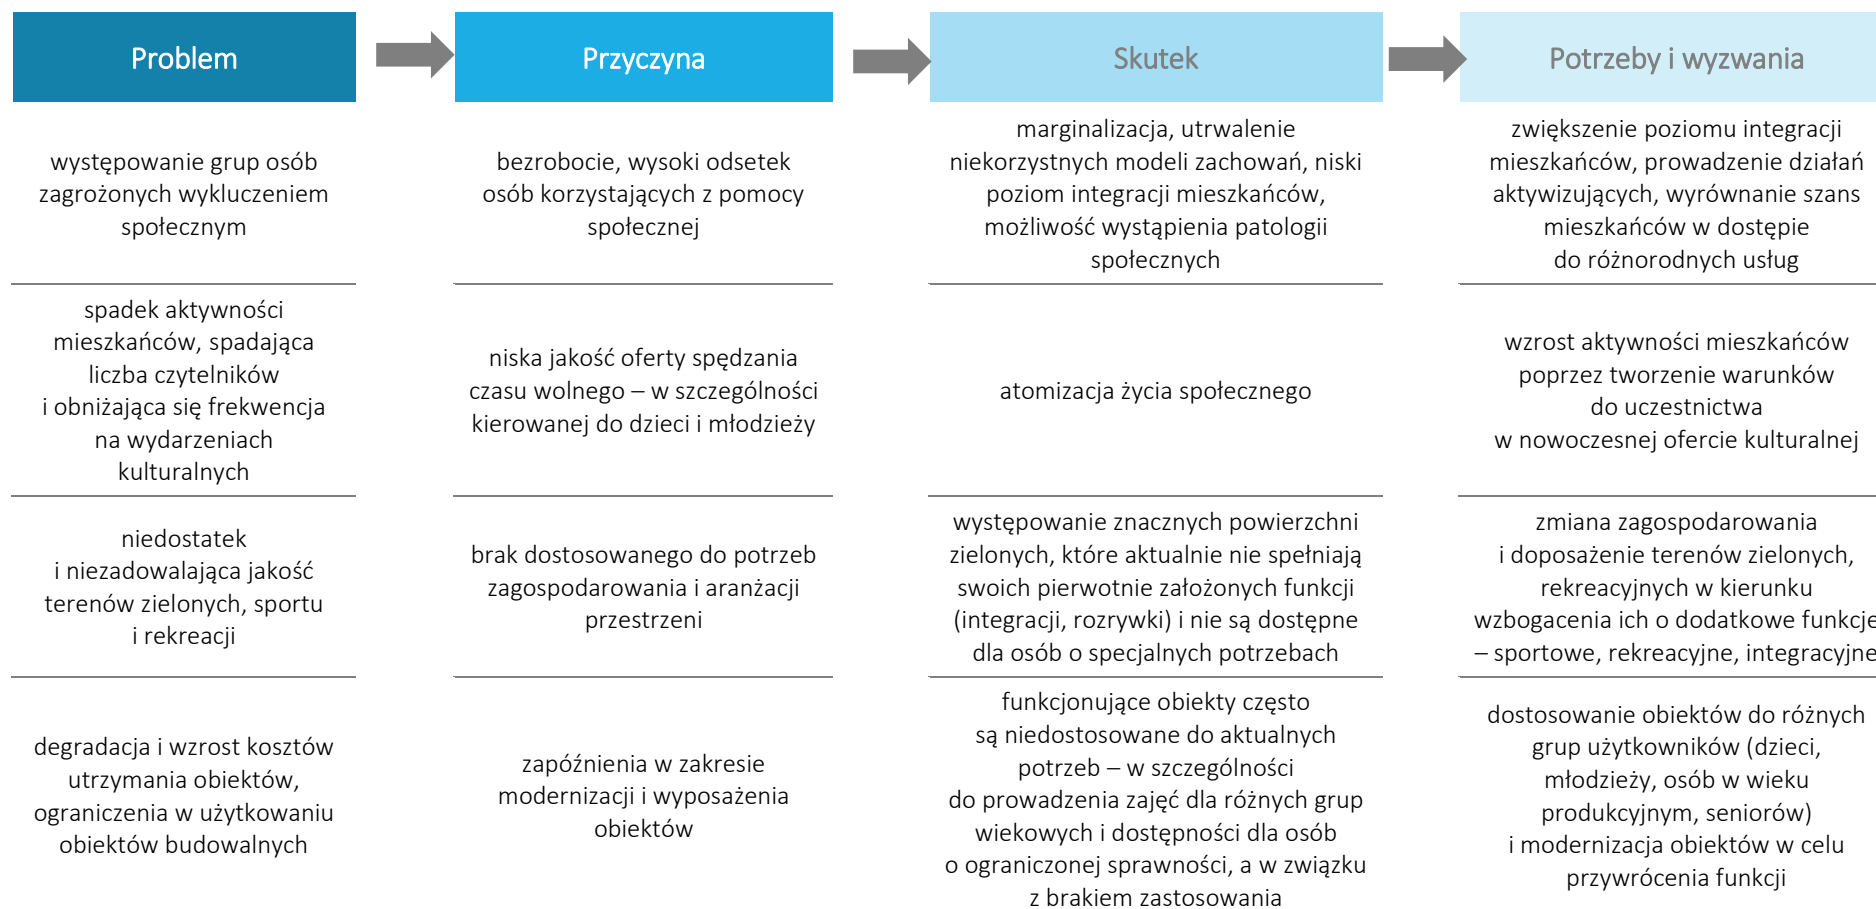 Problem
Przyczyna
Skutek
Potrzeby i wyzwania
występowanie grup osób
zagrożonych wykluczeniem
społecznym
bezrobocie, wysoki odsetek
osób korzystających z pomocy
społecznej
marginalizacja, utrwalenie
niekorzystnych modeli zachowań, niski
poziom integracji mieszkańców,
możliwość wystąpienia patologii
społecznych
zwiększenie poziomu integracji
mieszkańców, prowadzenie działań
aktywizujących, wyrównanie szans
mieszkańców w dostępie
do różnorodnych usług
spadek aktywności
mieszkańców, spadająca
liczba czytelników
i obniżająca się frekwencja
na wydarzeniach
kulturalnych
niska jakość oferty spędzania
czasu wolnego – w szczególności
kierowanej do dzieci i młodzieży
atomizacja życia społecznego
wzrost aktywności mieszkańców
poprzez tworzenie warunków
do uczestnictwa
w nowoczesnej ofercie kulturalnej
niedostatek
i niezadowalająca jakość
terenów zielonych, sportu
i rekreacji
brak dostosowanego do potrzeb
zagospodarowania i aranżacji
przestrzeni
występowanie znacznych powierzchni
zielonych, które aktualnie nie spełniają
swoich pierwotnie założonych funkcji
(integracji, rozrywki) i nie są dostępne
dla osób o specjalnych potrzebach
zmiana zagospodarowania
i doposażenie terenów zielonych,
rekreacyjnych w kierunku
wzbogacenia ich o dodatkowe funkcje
– sportowe, rekreacyjne, integracyjne
degradacja i wzrost kosztów
utrzymania obiektów,
ograniczenia w użytkowaniu
obiektów budowalnych
zapóźnienia w zakresie
modernizacji i wyposażenia
obiektów
funkcjonujące obiekty często
są niedostosowane do aktualnych
potrzeb – w szczególności
do prowadzenia zajęć dla różnych grup
wiekowych i dostępności dla osób
o ograniczonej sprawności, a w związku
z brakiem zastosowania
dostosowanie obiektów do różnych
grup użytkowników (dzieci,
młodzieży, osób w wieku
produkcyjnym, seniorów)
i modernizacja obiektów w celu
przywrócenia funkcji